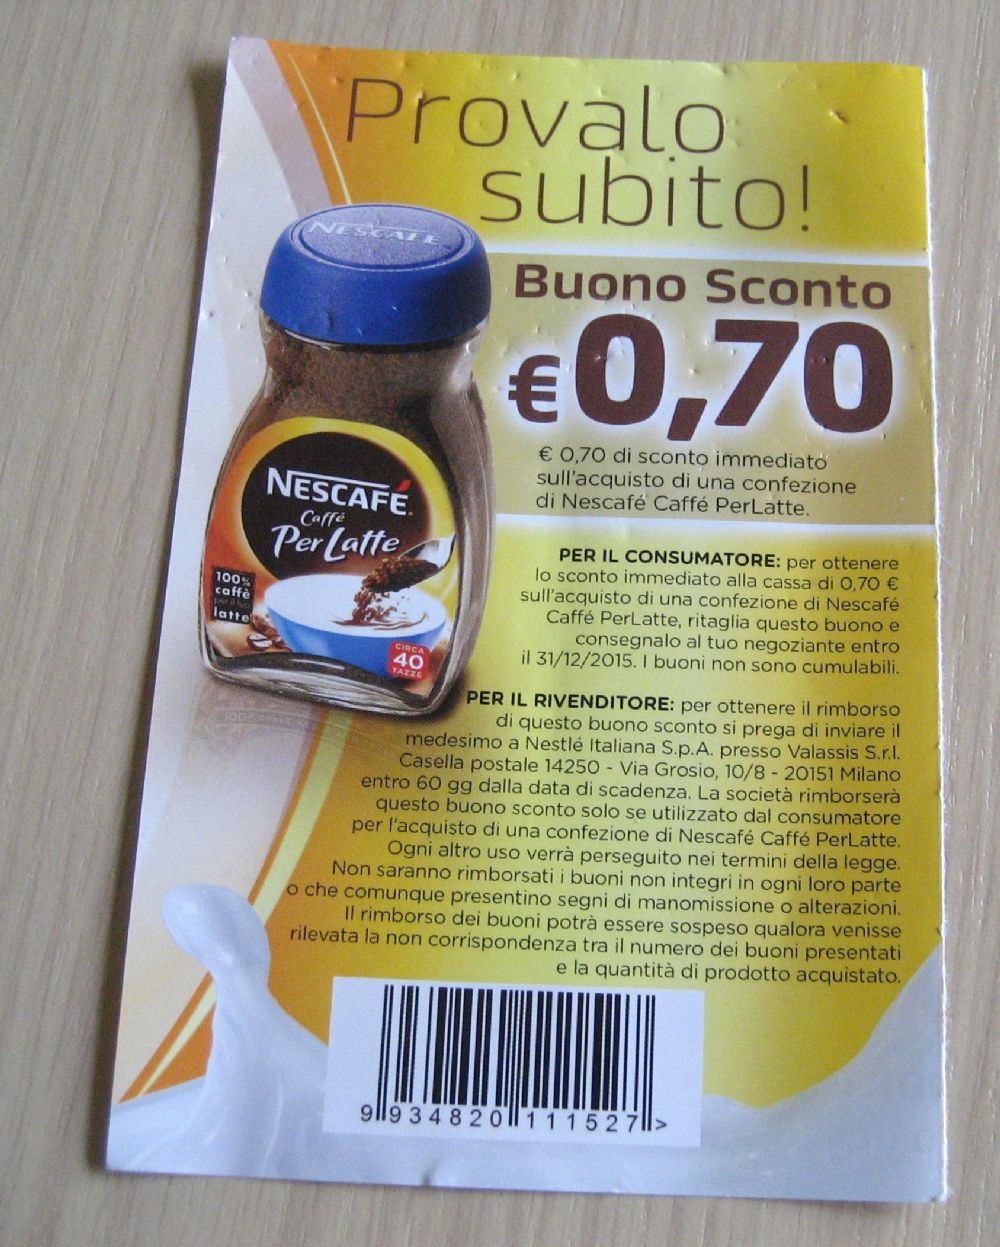 Provalo
subito!
NESCAFÉ
Buono Sconto
€0,70
€ 0,70 di sconto immediato
sull'acquisto di una confezione
di Nescafé Caffé PerLatte.
NESCAFÉ
Caffé
PerLatte
100%
caffè
per il tuo
latte
CIRCA
40
TAZZE
PER IL CONSUMATORE: per ottenere
lo sconto immediato alla cassa di 0,70 €
sull'acquisto di una confezione di Nescafé
Caffé PerLatte, ritaglia questo buono e
consegnalo al tuo negoziante entro
il 31/12/2015. I buoni non sono cumulabili.
PER IL RIVENDITORE: per ottenere il rimborso
di questo buono sconto si prega di inviare il
medesimo a Nestlé Italiana S.p.A. presso Valassis S.r.l.
Casella postale 14250 - Via Grosio, 10/8 - 20151 Milano
entro 60 gg dalla data di scadenza. La società rimborserà
questo buono sconto solo se utilizzato dal consumatore
per l'acquisto di una confezione di Nescafé Caffé PerLatte.
Ogni altro uso verrà perseguito nei termini della legge.
Non saranno rimborsati i buoni non integri in ogni loro parte
o che comunque presentino segni di manomissione o alterazioni.
Il rimborso dei buoni potrà essere sospeso qualora venisse
rilevata la non corrispondenza tra il numero dei buoni presentati
e la quantità di prodotto acquistato.
9 934820 111527 >